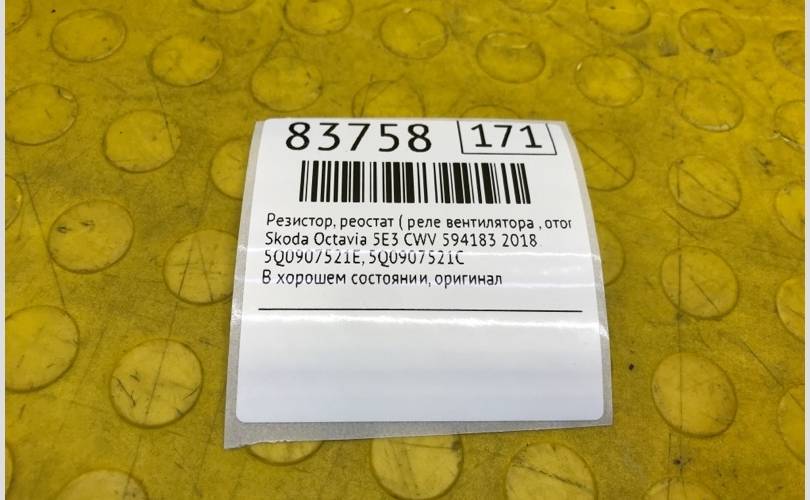 83758 171
Резистор, реостат ( реле вентилятора , отог
Skoda Octavia 5E3 CWV 594183 2018
5Q0907521E, 5Q0907521C
В хорошем состоянии, оригинал